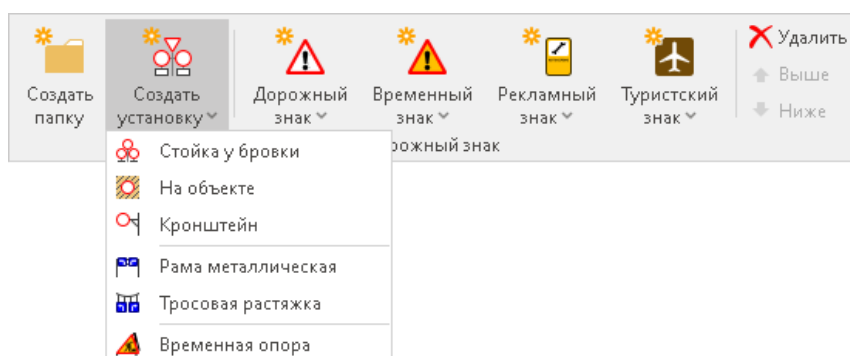 Создать
папку
Создать
установку
Дорожный
знак
Временный
знак
Рекламный
знак
Туристский
знак
Удалить
Выше
Ниже
рожный знак
Стойка у бровки
На объекте
Кронштейн
Рама металлическая
Тросовая растяжка
Временная опора